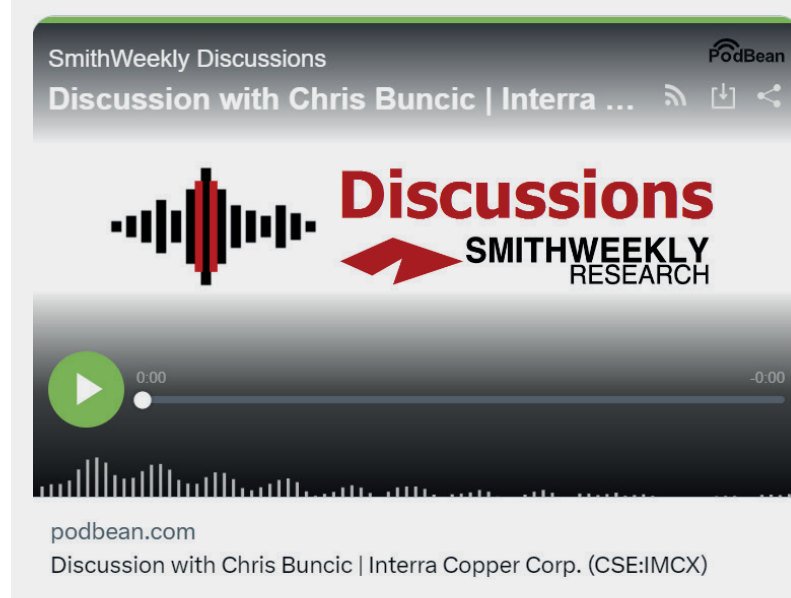 SmithWeekly Discussions
PodBean
Discussion with Chris Buncic | Interra ...
Discussions
SMITHWEEKLY
RESEARCH
0:00
-0:00
podbean.com
Discussion with Chris Buncic | Interra Copper Corp. (CSE:IMCX)